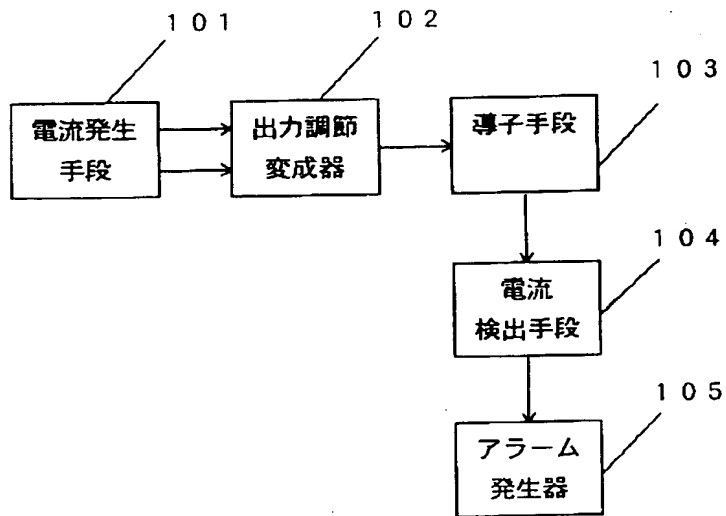 １０１
１０２
１０３
電流発生
手段
出力調節
変成器
導子手段
１０４
電流
検出手段
１０５
アラーム
発生器